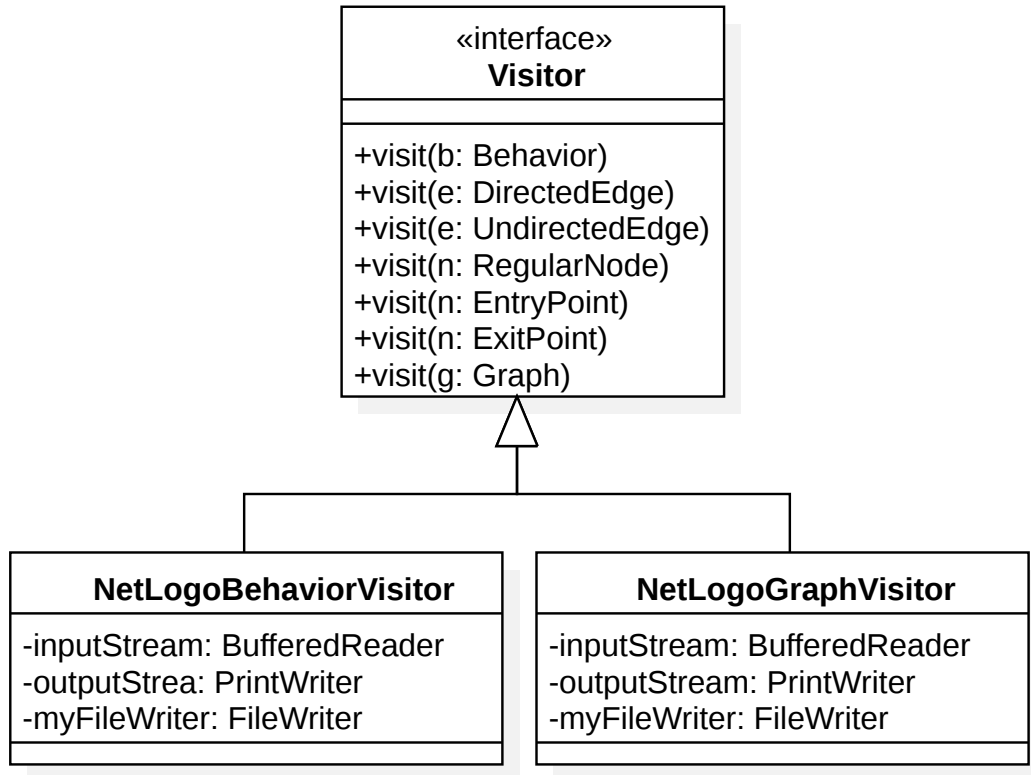 «interface»
Visitor
+visit(b: Behavior)
+visit(e: DirectedEdge)
+visit(e: UndirectedEdge)
+visit(n: RegularNode)
+visit(n: EntryPoint)
+visit(n: ExitPoint)
+visit(g: Graph)
NetLogoBehaviorVisitor
-inputStream: BufferedReader
-outputStrea: PrintWriter
-myFileWriter: FileWriter
NetLogoGraphVisitor
-inputStream: BufferedReader
-outputStream: PrintWriter
-myFileWriter: FileWriter